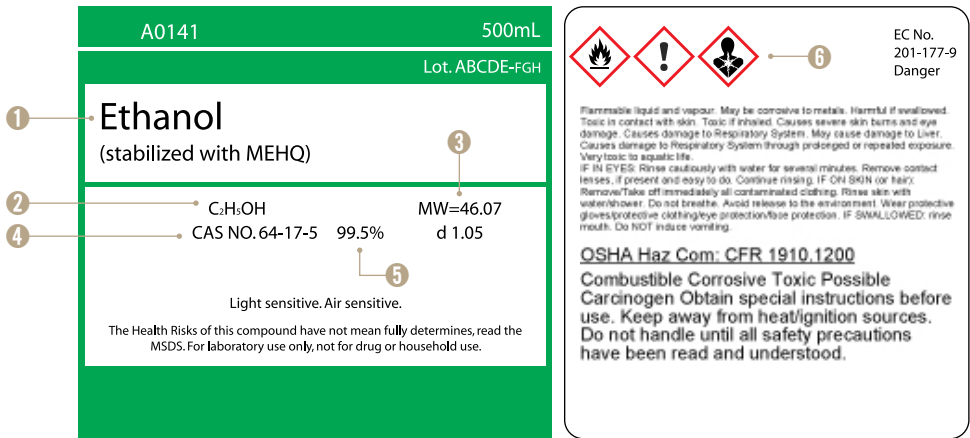 A0141 500mL
Lot. ABCDE-FGH
1 Ethanol
(stabilized with MEHQ)
3
2 C₂H₅OH MW=46.07
4 CAS NO. 64-17-5 99.5% d 1.05
5
Light sensitive. Air sensitive.
The Health Risks of this compound have not mean fully determines, read the
MSDS. For laboratory use only, not for drug or household use.
6
EC No.
201-177-9
Danger
Flammable liquid and vapour. May be corrosive to metals. Harmful if swallowed.
Toxic in contact with skin. Toxic if inhaled. Causes severe skin burns and eye
damage. Causes damage to Respiratory System. May cause damage to Liver.
Causes damage to Respiratory System through prolonged or repeated exposure.
Very toxic to aquatic life.
IF IN EYES: Rinse cautiously with water for several minutes. Remove contact
lenses, if present and easy to do. Continue rinsing. IF ON SKIN (or hair):
Remove/Take off immediately all contaminated clothing. Rinse skin with
water/shower. Do not breathe. Avoid release to the environment. Wear protective
gloves/protective clothing/eye protection/face protection. IF SWALLOWED: rinse
mouth. Do NOT induce vomiting.
OSHA Haz Com: CFR 1910.1200
Combustible Corrosive Toxic Possible
Carcinogen Obtain special instructions before
use. Keep away from heat/ignition sources.
Do not handle until all safety precautions
have been read and understood.